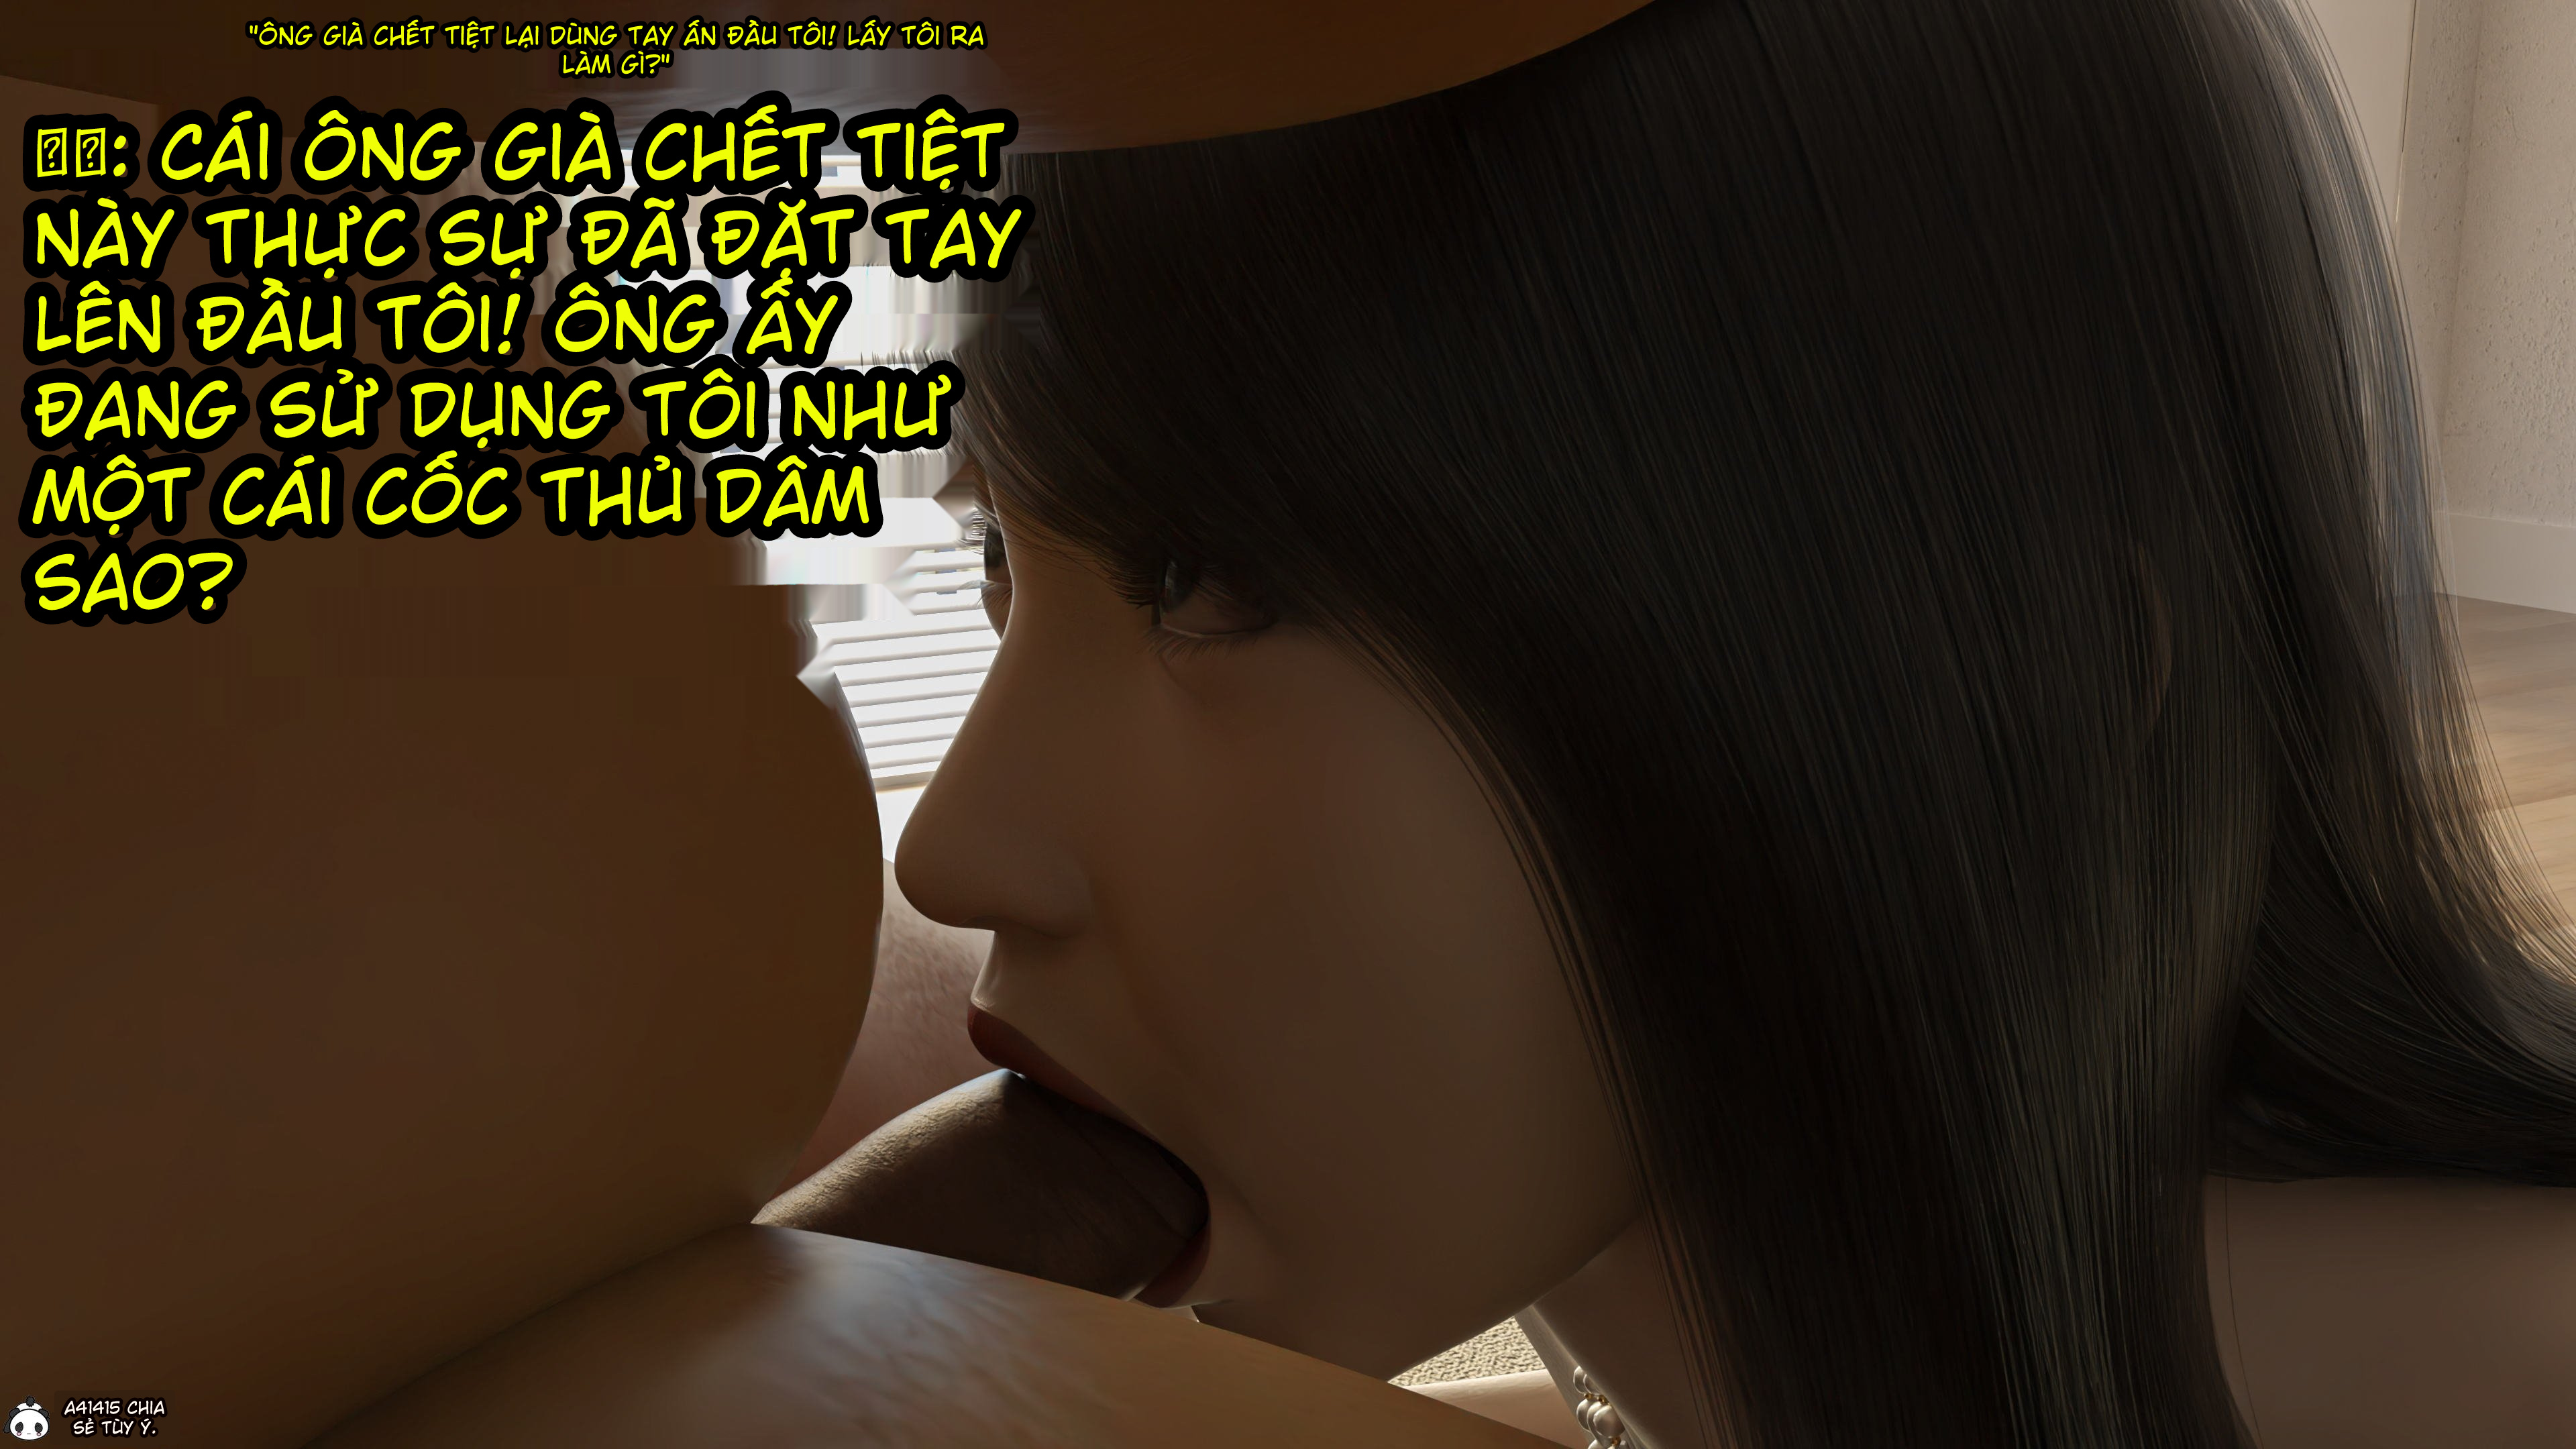 "ÔNG GIÀ CHẾT TIỆT LẠI DÙNG TAY ẤN ĐẦU TÔI! LẤY TÔI RA
LÀM GÌ?"
: CÁI ÔNG GIÀ CHẾT TIỆT
NÀY THỰC SỰ ĐÃ ĐẶT TAY
LÊN ĐẦU TÔI! ÔNG ẤY
ĐANG SỬ DỤNG TÔI NHƯ
MỘT CÁI CỐC THỦ DÂM
SAO?
A41415 CHIA
SẺ TÙY Ý.